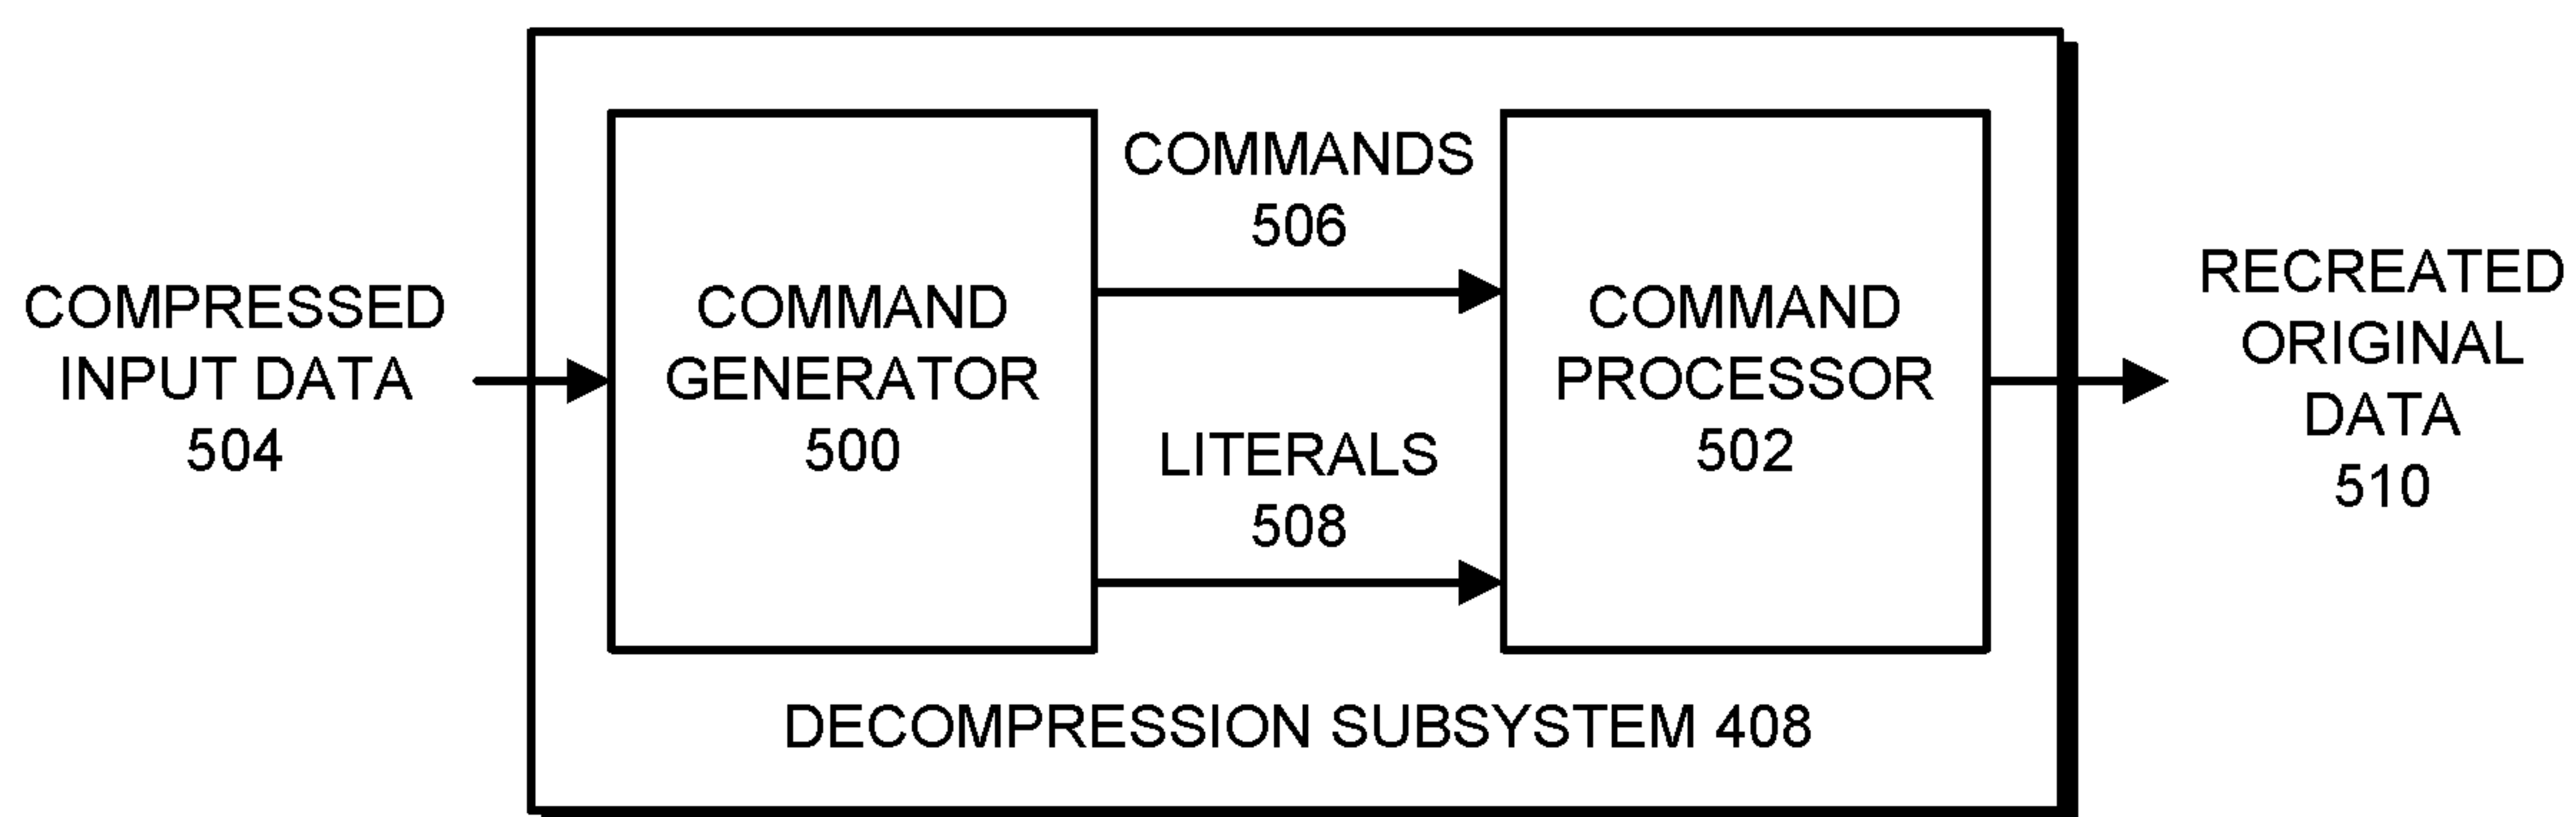 COMPRESSED
INPUT DATA
504
COMMAND
GENERATOR
500
COMMANDS
506
LITERALS
508
COMMAND
PROCESSOR
502
RECREATED
ORIGINAL
DATA
510
DECOMPRESSION SUBSYSTEM 408